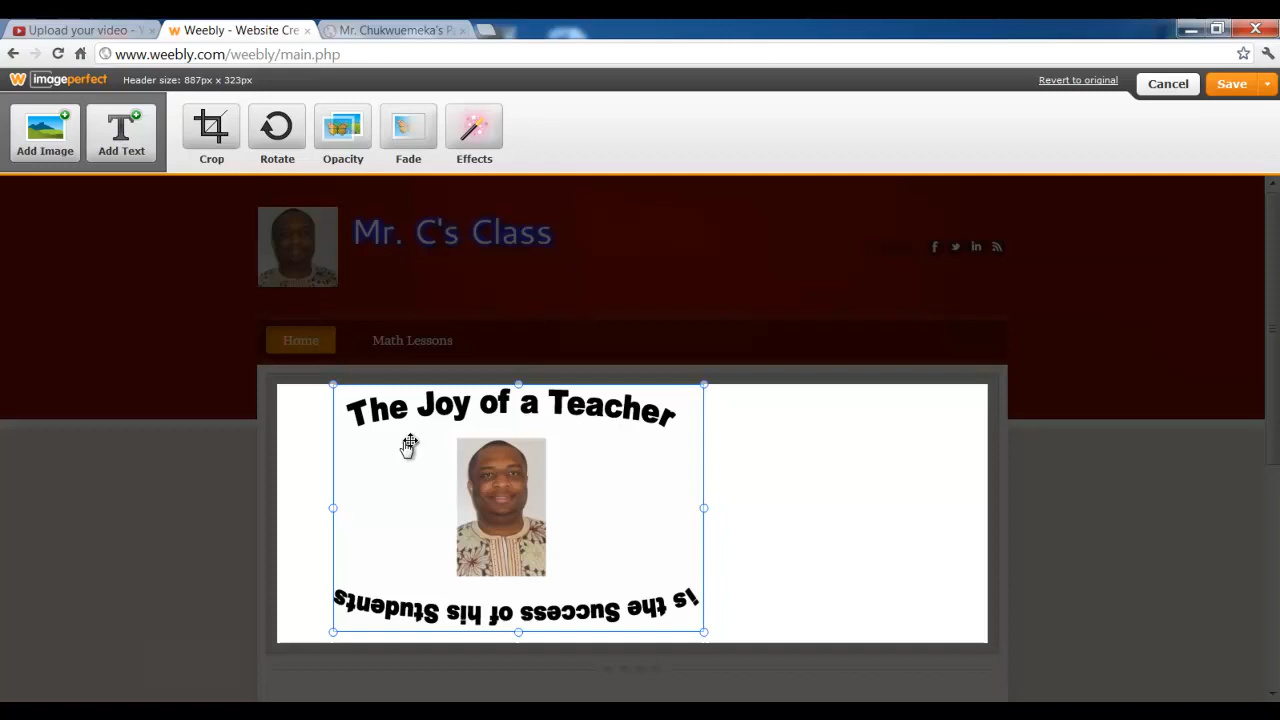 Upload your video - Y
Weebly - Website Cre
Mr. Chukwuemeka's P
www.weebly.com/weebly/main.php
imageperfect
Header size: 887px x 323px
Revert to original
Cancel
Save
Add Image
Add Text
Crop
Rotate
Opacity
Fade
Effects
Mr. C's Class
Home
Math Lessons
The Joy of a Teacher
is the Success of his Students